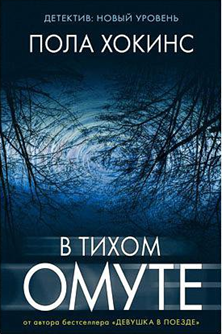 ДЕТЕКТИВ: НОВЫЙ УРОВЕНЬ
ПОЛА ХОКИНС
В ТИХОМ
ОМУТЕ
от автора бестселлера «ДЕВУШКА В ПОЕЗДЕ»